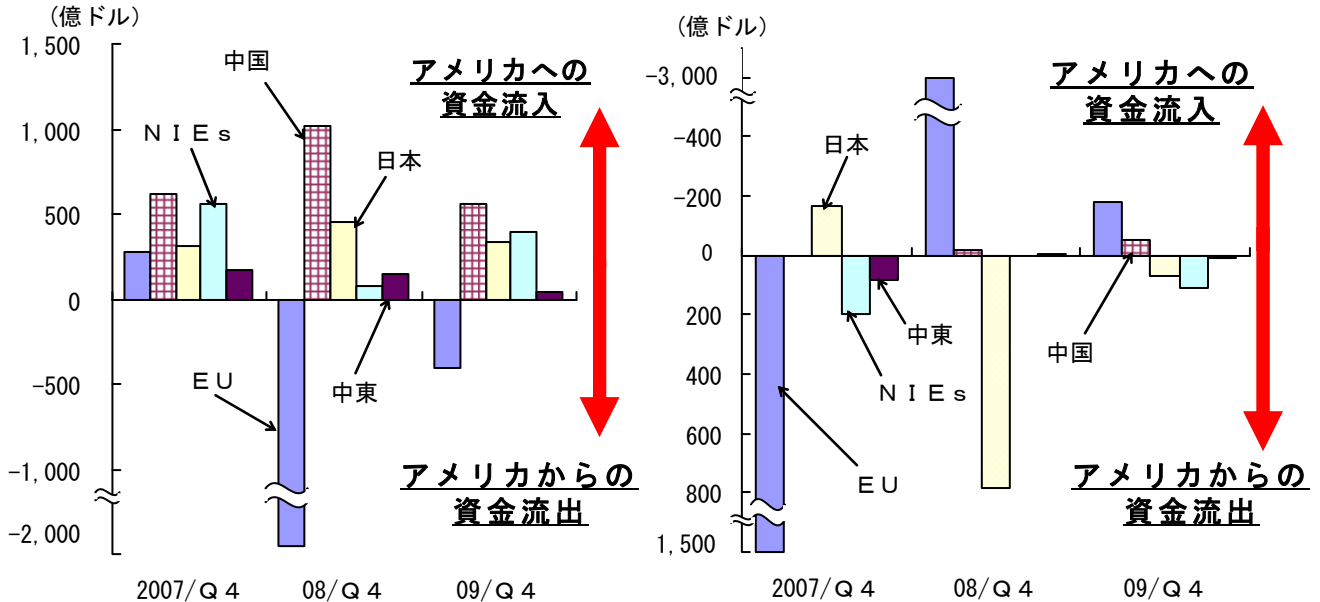 (億ドル)
1,500
1,000
500
0
-500
-1,000
-2,000
中国
ＮＩＥｓ
日本
ＥＵ
中東
アメリカへの
資金流入
アメリカからの
資金流出
2007/Ｑ４
08/Ｑ４
09/Ｑ４
(億ドル)
-3,000
-400
-200
0
200
400
600
800
1,500
日本
中東
ＮＩＥｓ
ＥＵ
中国
アメリカへの
資金流入
アメリカからの
資金流出
2007/Ｑ４
08/Ｑ４
09/Ｑ４